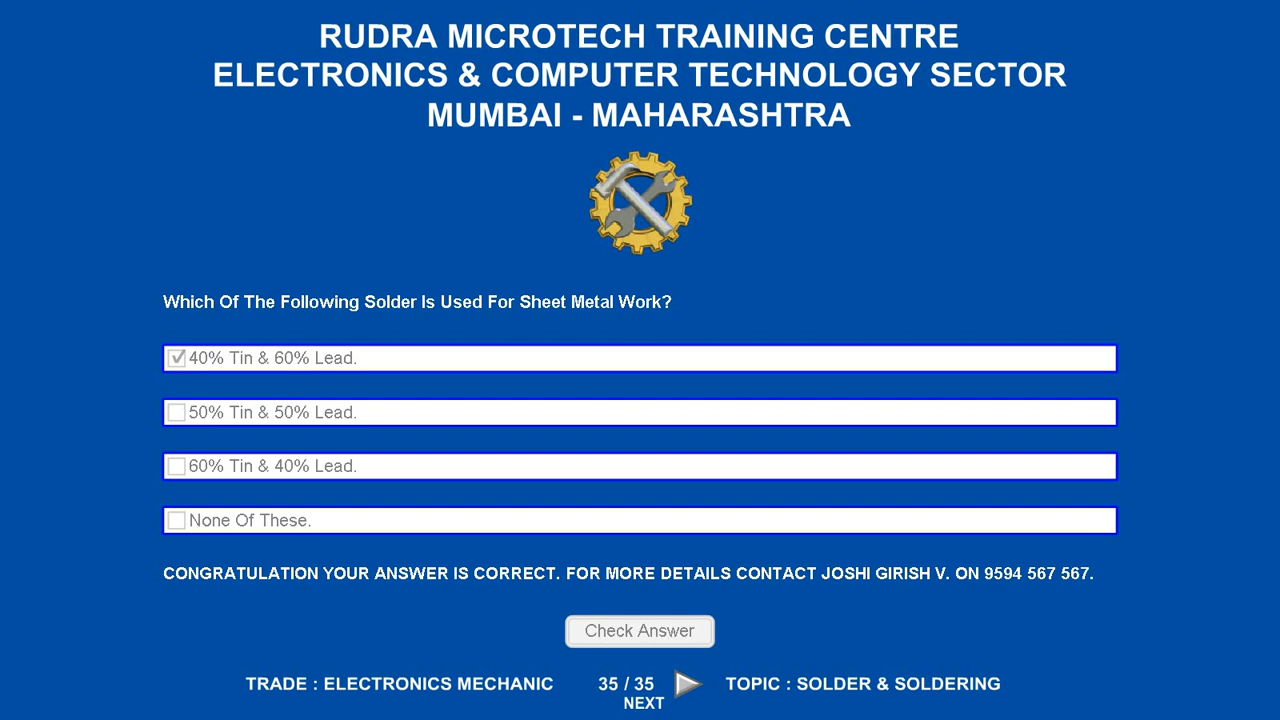 RUDRA MICROTECH TRAINING CENTRE
ELECTRONICS & COMPUTER TECHNOLOGY SECTOR
MUMBAI - MAHARASHTRA
Which Of The Following Solder Is Used For Sheet Metal Work?
40% Tin & 60% Lead.
50% Tin & 50% Lead.
60% Tin & 40% Lead.
None Of These.
CONGRATULATION YOUR ANSWER IS CORRECT. FOR MORE DETAILS CONTACT JOSHI GIRISH V. ON 9594 567 567.
Check Answer
TRADE : ELECTRONICS MECHANIC 35 / 35 TOPIC : SOLDER & SOLDERING
NEXT